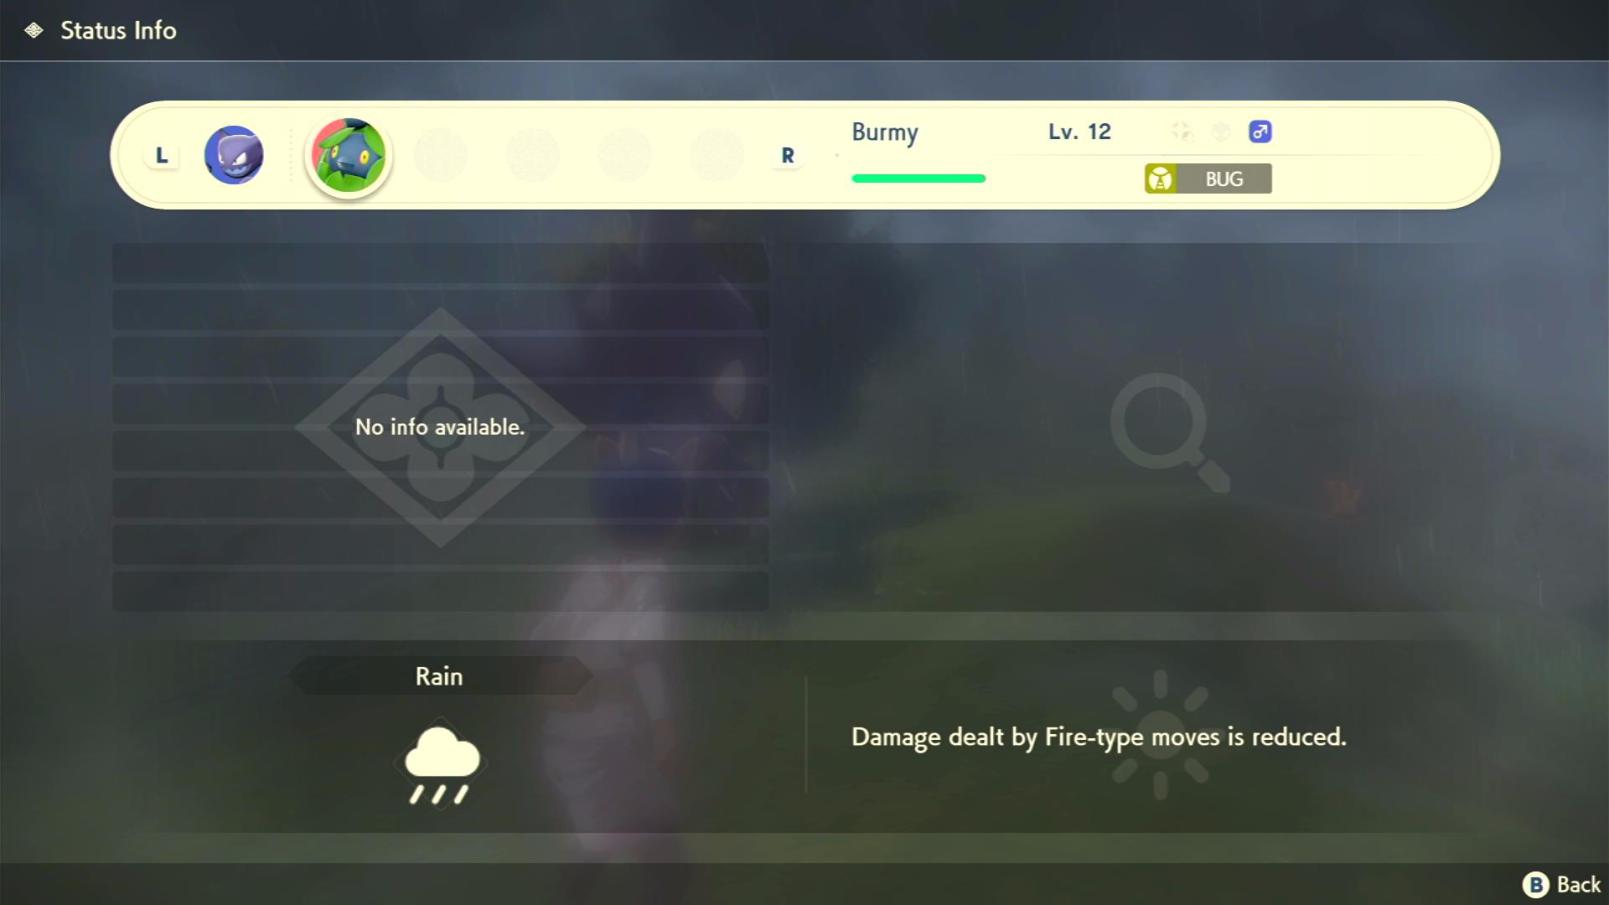 Status Info
L
R
Burmy
Lv. 12
BUG
No info available.
Rain
Damage dealt by Fire-type moves is reduced.
B Back